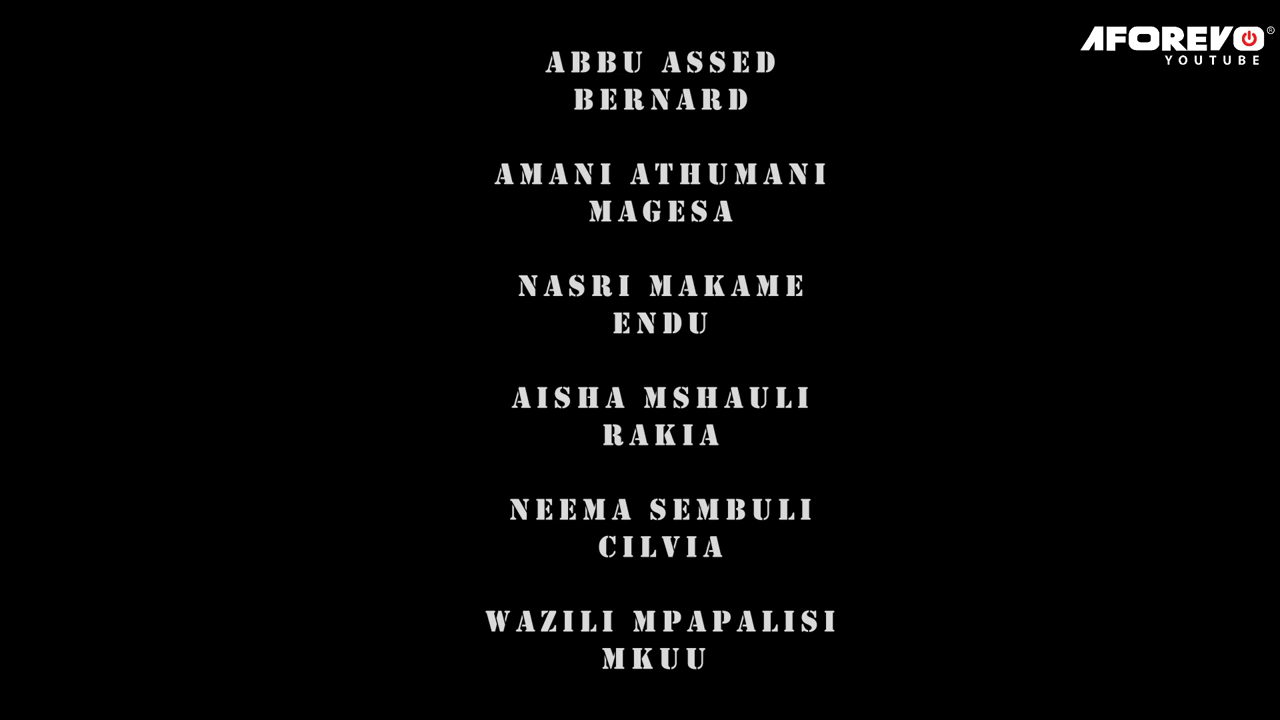 AFOREVO®
YOUTUBE
ABBU ASSED
BERNARD
AMANI ATHUMANI
MAGESA
NASRI MAKAME
ENDU
AISHA MSHAULI
RAKIA
NEEMA SEMBULI
CILVIA
WAZILI MPAPALISI
MKUU